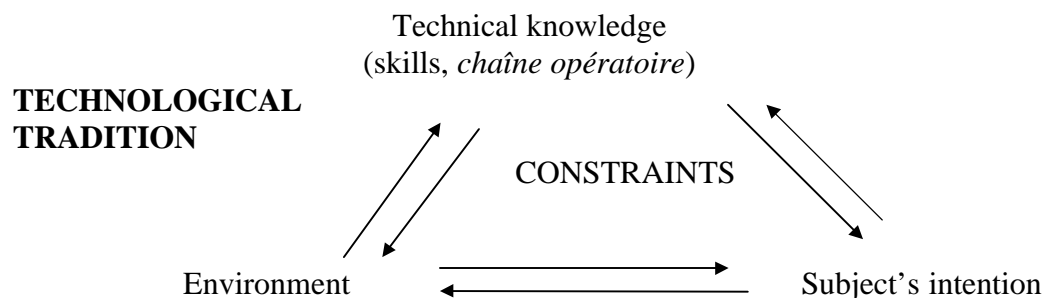 Technical knowledge
(skills, chaîne opératoire)
TECHNOLOGICAL
TRADITION
CONSTRAINTS
Environment
Subject's intention